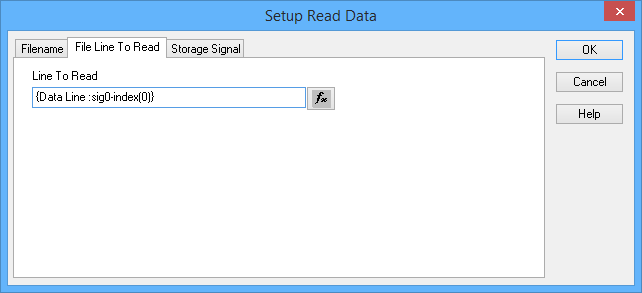 Setup Read Data
Filename File Line To Read Storage Signal
OK
Line To Read
{Data Line :sig0-index(0)} fx
Cancel
Help